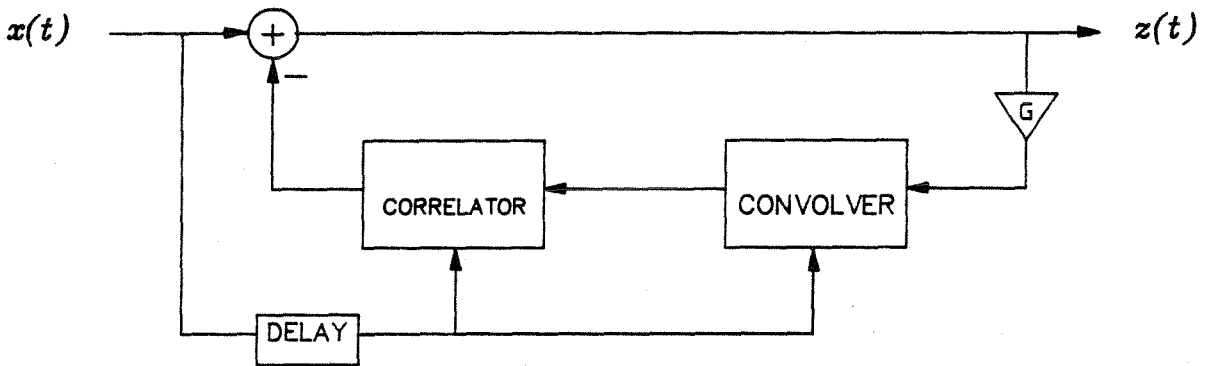 x(t)
+
z(t)
−
G
CORRELATOR
CONVOLVER
DELAY